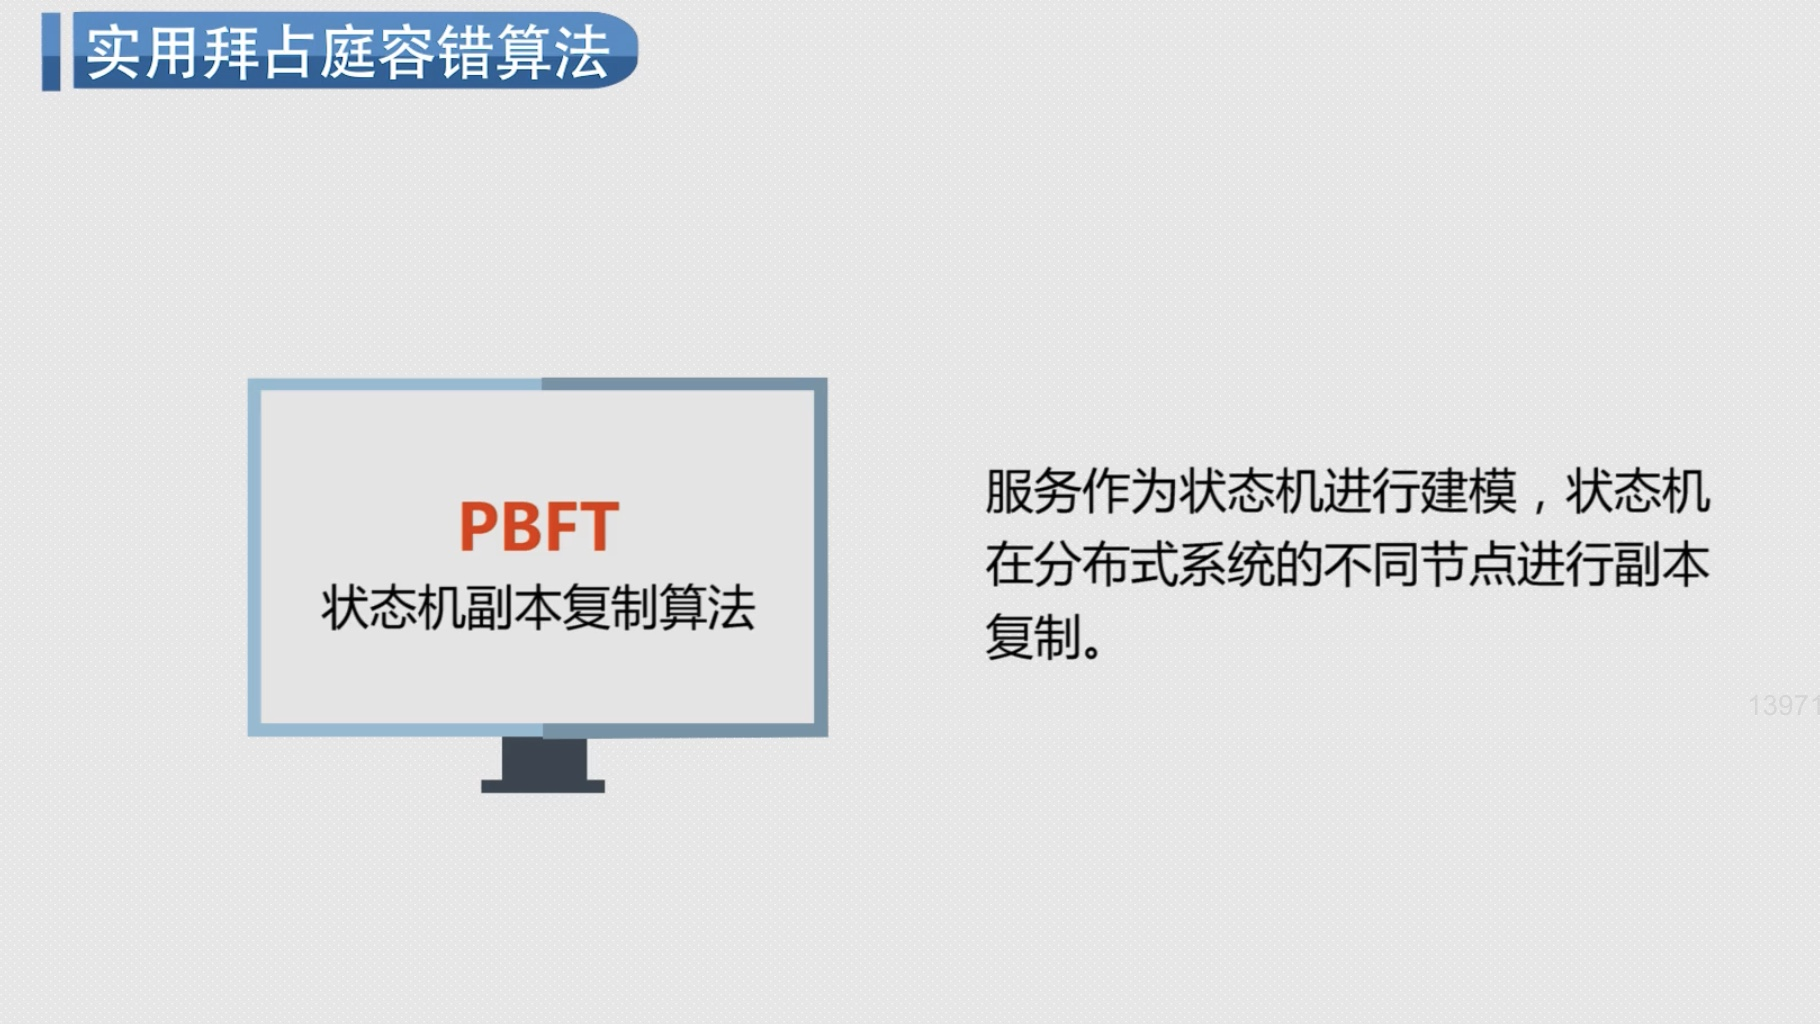 实用拜占庭容错算法
PBFT
状态机副本复制算法
服务作为状态机进行建模，状态机
在分布式系统的不同节点进行副本
复制。
13971